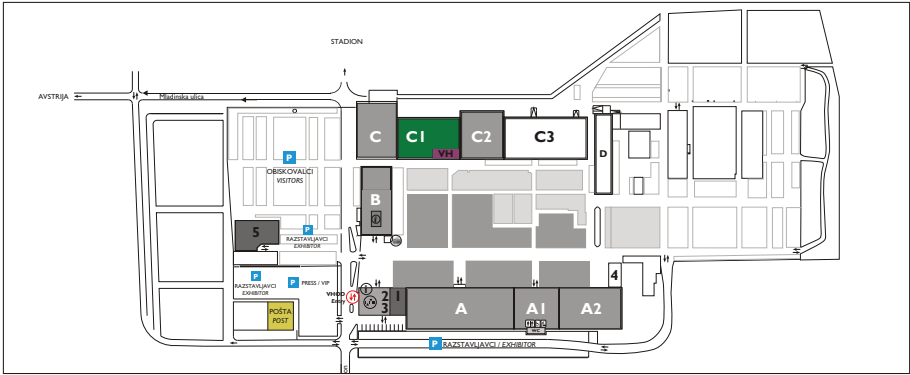 STADION
AVSTRIJA
Mladinska ulica
C
C1
C2
C3
VH
D
P
OBISKOVALCI
VISITORS
B
5
P
RAZSTAVLJAVCI
EXHIBITOR
P
RAZSTAVLJAVCI
EXHIBITOR
P PRESS / VIP
VHOD
Entry
i
2
3
1
A
A1
A2
4
WC
POŠTA
POST
P RAZSTAVLJAVCI / EXHIBITOR